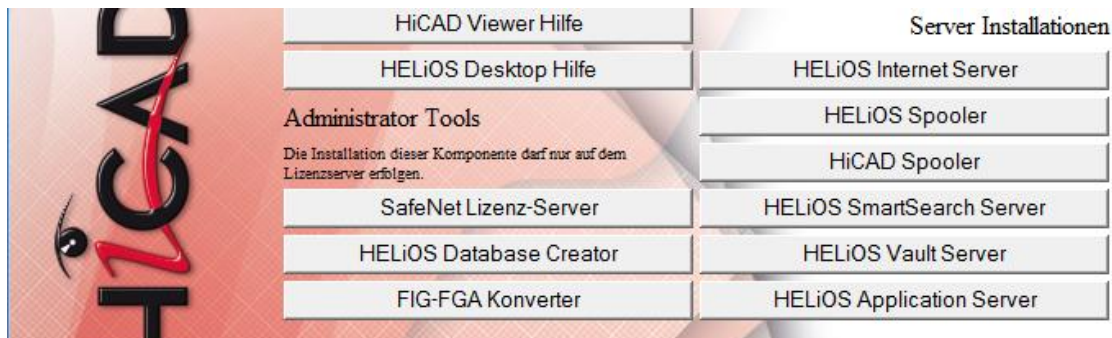 HiCAD
HiCAD Viewer Hilfe
HELiOS Desktop Hilfe
Administrator Tools
Die Installation dieser Komponente darf nur auf dem
Lizenzserver erfolgen.
SafeNet Lizenz-Server
HELiOS Database Creator
FIG-FGA Konverter
Server Installationen
HELiOS Internet Server
HELiOS Spooler
HiCAD Spooler
HELiOS SmartSearch Server
HELiOS Vault Server
HELiOS Application Server